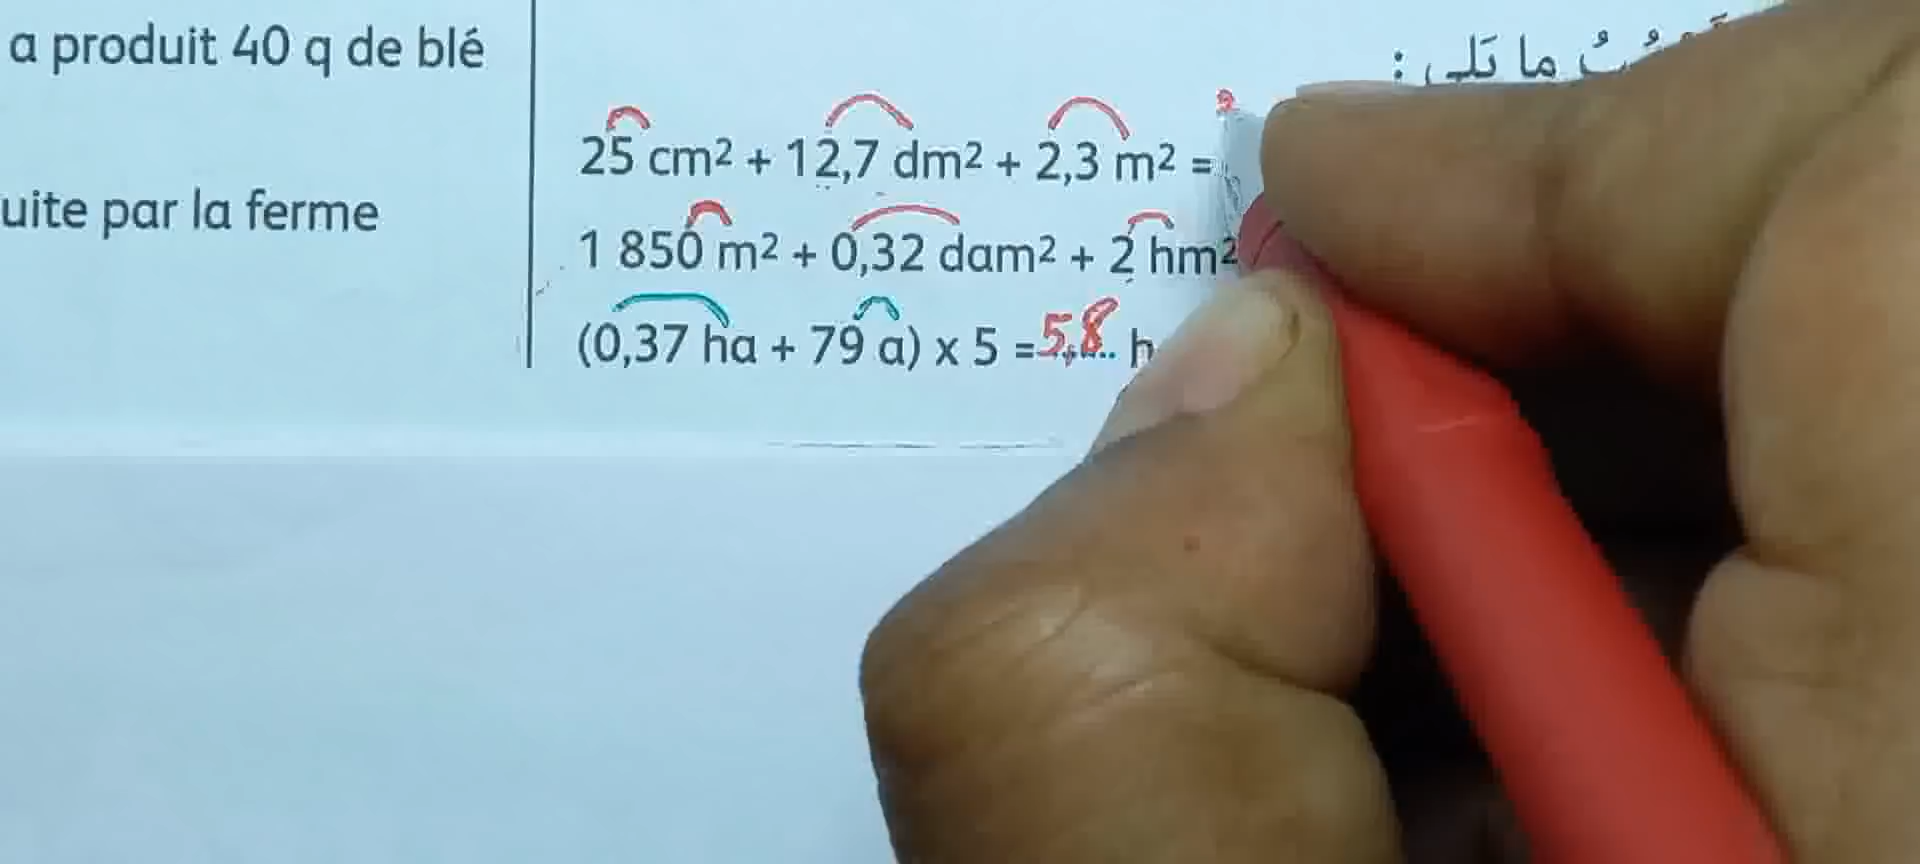 a produit 40 q de blé
uite par la ferme
ما يَلي :
25 cm² + 12,7 dm² + 2,3 m² =
1 850 m² + 0,32 dam² + 2 hm²
(0,37 ha + 79 a) x 5 = 5,8 h